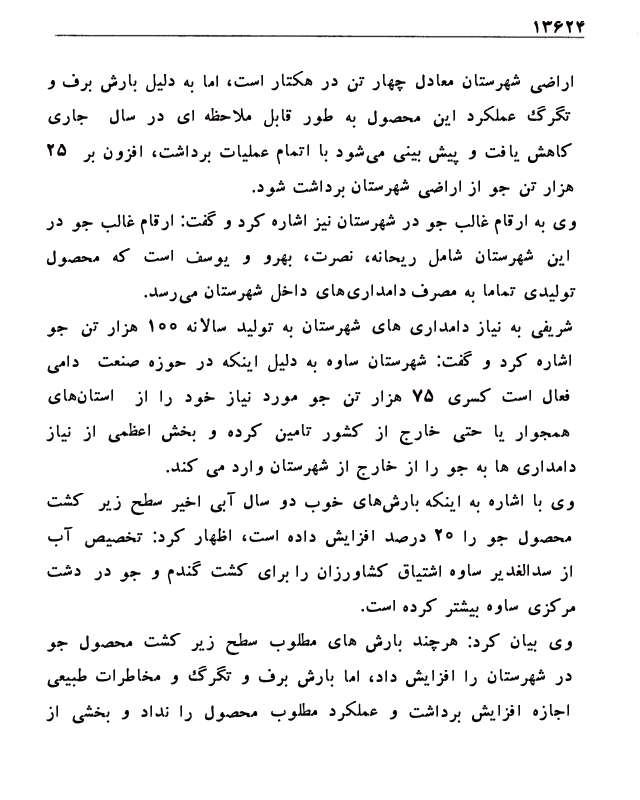 ۱۳۶۲۴
اراضی شهرستان معادل چهار تن در هکتار است، اما به دلیل بارش برف و
تگرگ عملکرد این محصول به طور قابل ملاحظه ای در سال جاری
کاهش یافت و پیش بینی می‌شود با اتمام عملیات برداشت، افزون بر ۲۵
هزار تن جو از اراضی شهرستان برداشت شود.
وی به ارقام غالب جو در شهرستان نیز اشاره کرد و گفت: ارقام غالب جو در
این شهرستان شامل ریحانه، نصرت، بهرو و یوسف است که محصول
تولیدی تماما به مصرف دامداری‌های داخل شهرستان می‌رسد.
شریفی به نیاز دامداری های شهرستان به تولید سالانه ۱۰۰ هزار تن جو
اشاره کرد و گفت: شهرستان ساوه به دلیل اینکه در حوزه صنعت دامی
فعال است کسری ۷۵ هزار تن جو مورد نیاز خود را از استان‌های
همجوار یا حتی خارج از کشور تامین کرده و بخش اعظمی از نیاز
دامداری ها به جو را از خارج از شهرستان وارد می کند.
وی با اشاره به اینکه بارش‌های خوب دو سال آبی اخیر سطح زیر کشت
محصول جو را ۲۰ درصد افزایش داده است، اظهار کرد: تخصیص آب
از سدالغدیر ساوه اشتیاق کشاورزان را برای کشت گندم و جو در دشت
مرکزی ساوه بیشتر کرده است.
وی بیان کرد: هرچند بارش های مطلوب سطح زیر کشت محصول جو
در شهرستان را افزایش داد، اما بارش برف و تگرگ و مخاطرات طبیعی
اجازه افزایش برداشت و عملکرد مطلوب محصول را نداد و بخشی از